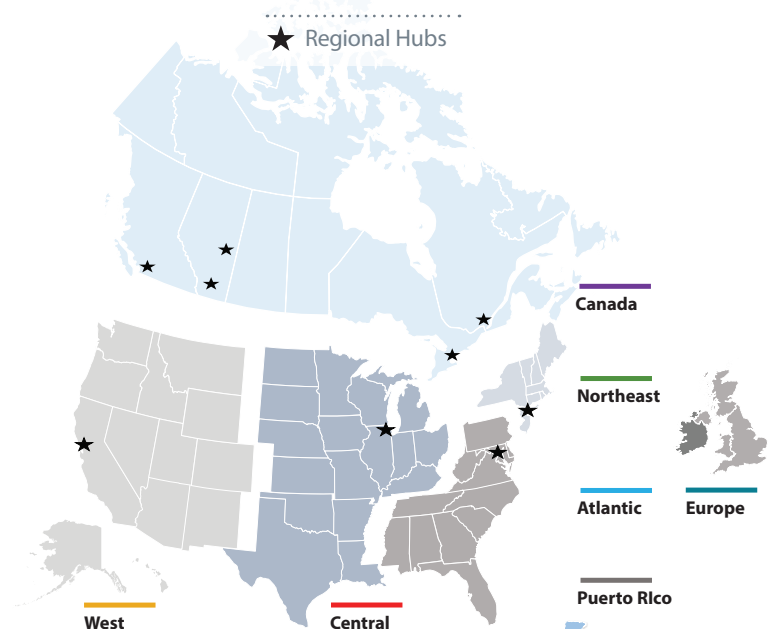 Regional Hubs
Canada
Northeast
Atlantic
Europe
Puerto RIco
West
Central